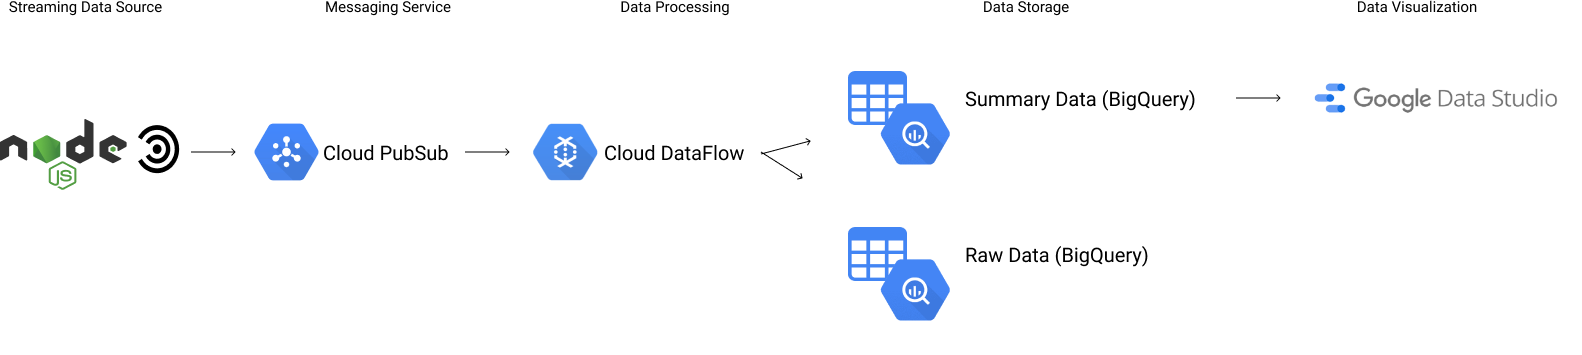 Streaming Data Source
Messaging Service
Data Processing
Data Storage
Data Visualization
node
JS
Cloud PubSub
Cloud DataFlow
Summary Data (BigQuery)
Google Data Studio
Raw Data (BigQuery)